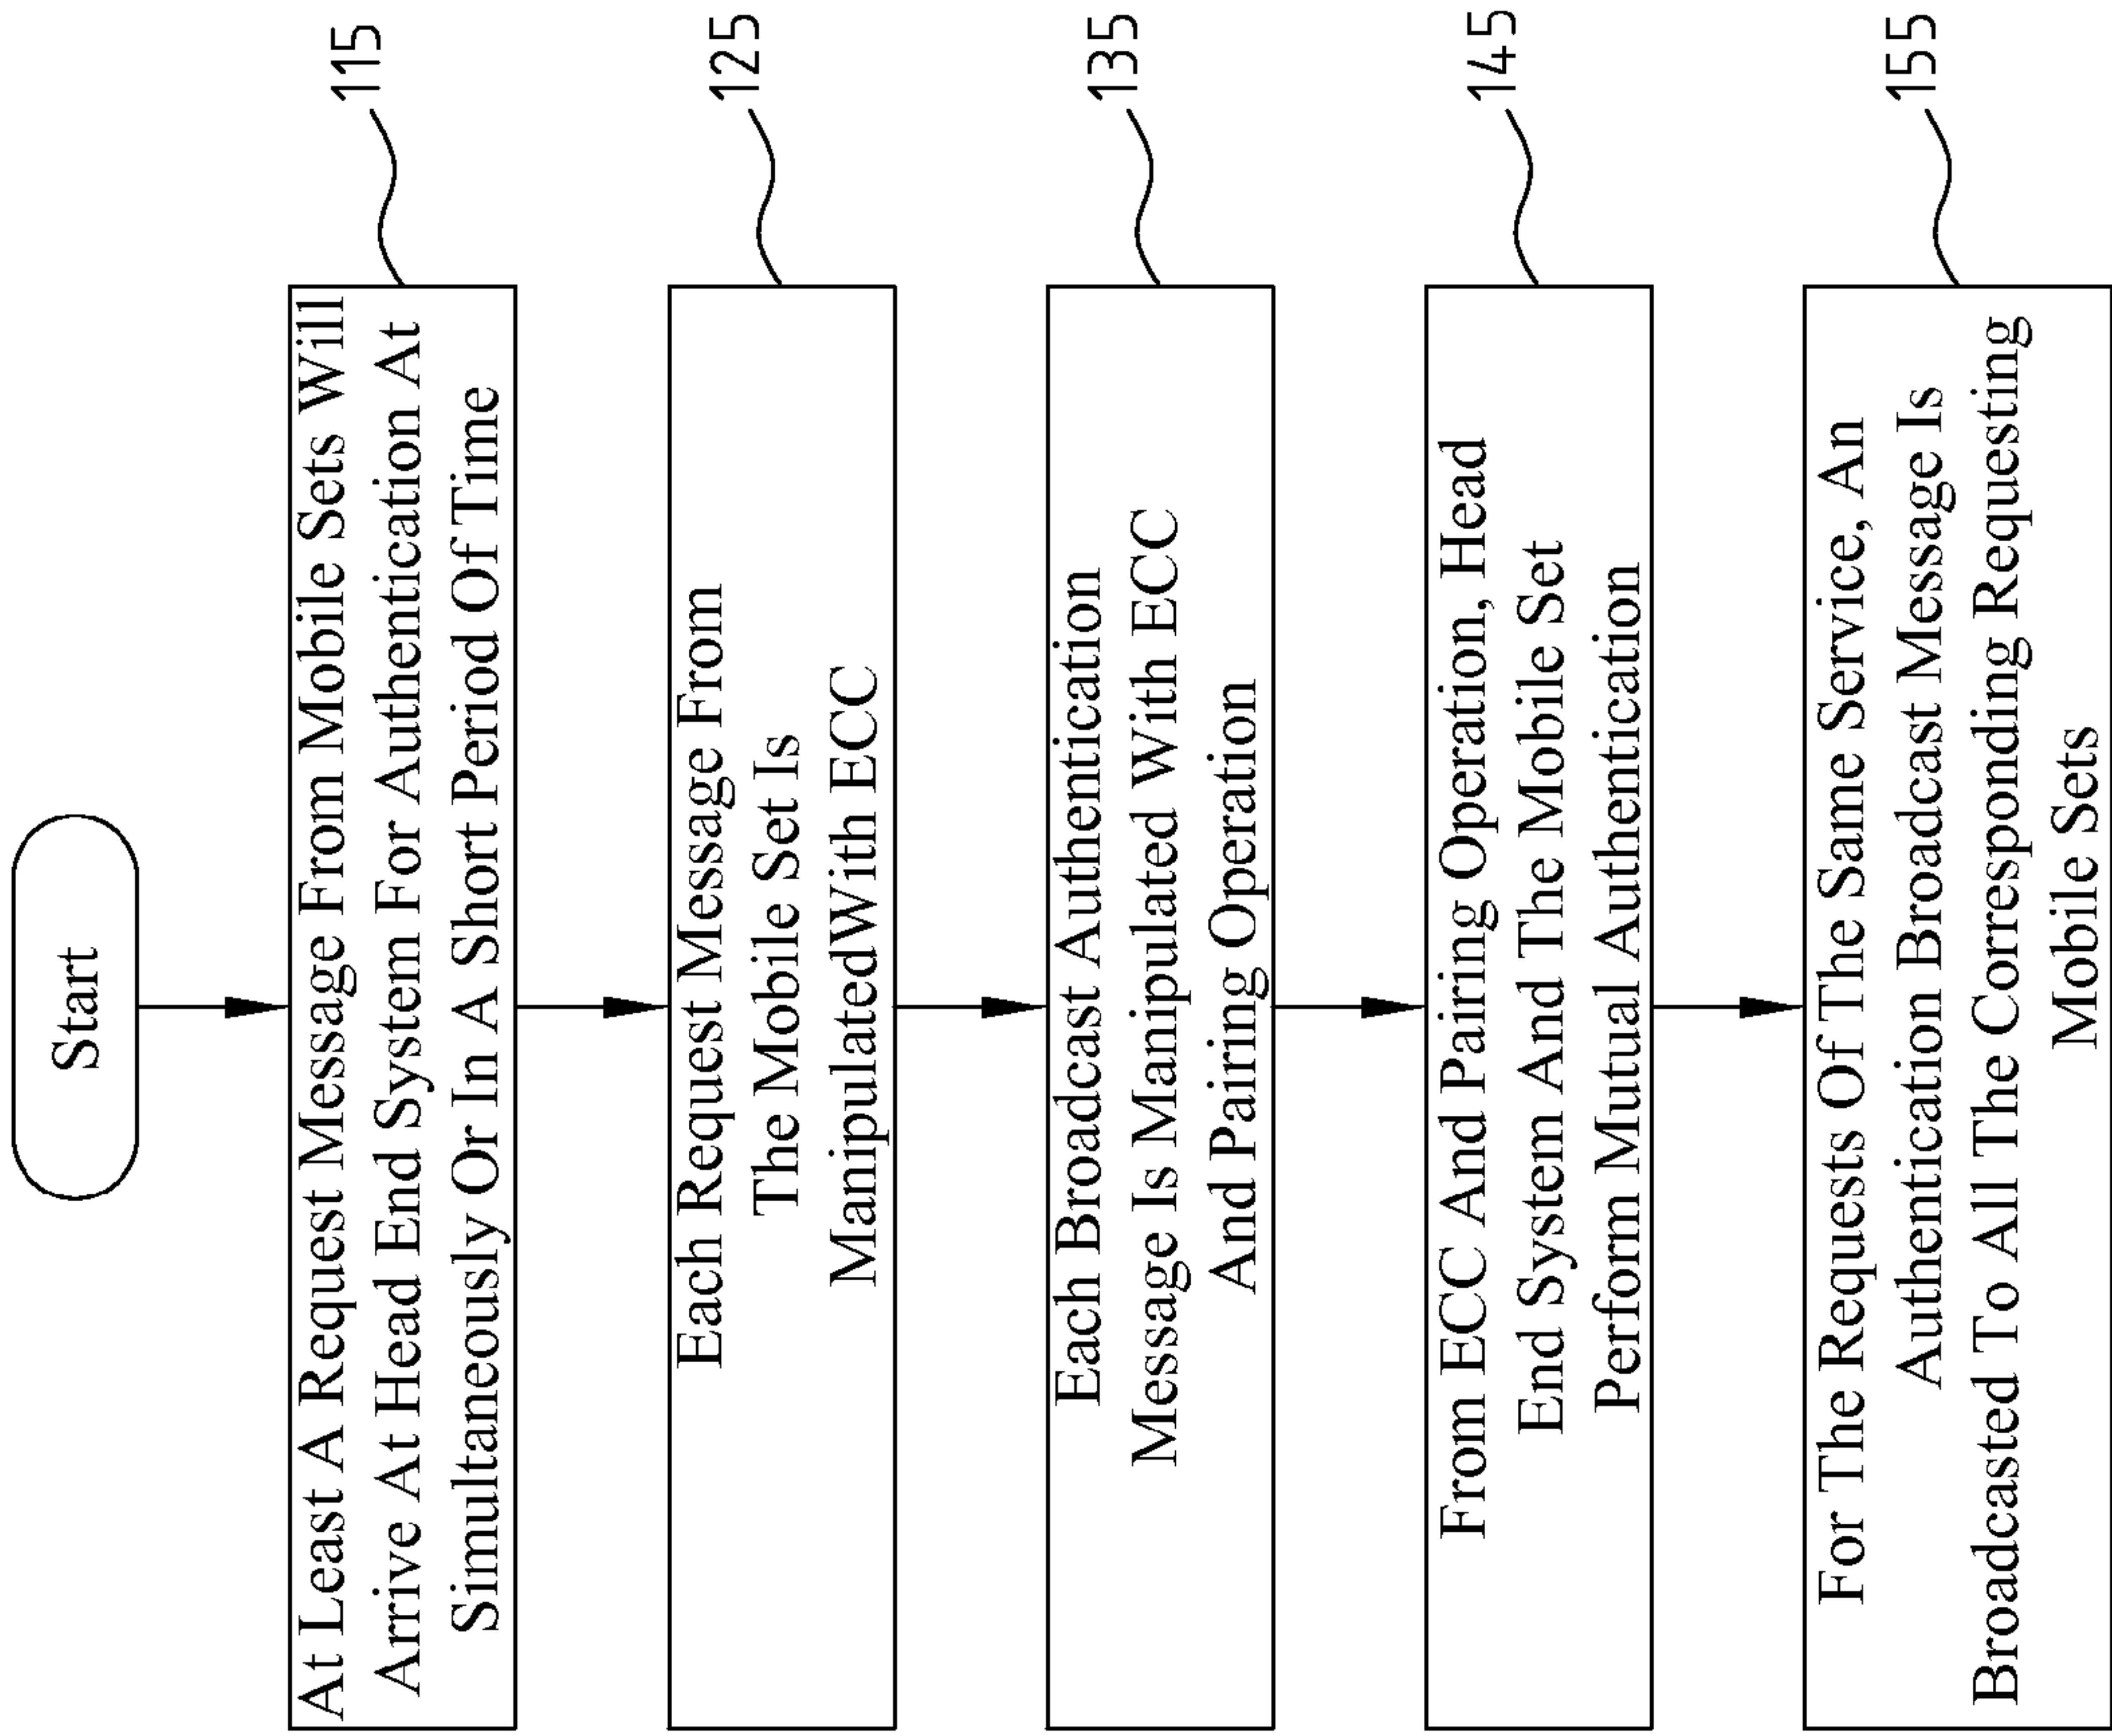 Start
At Least A Request Message From Mobile Sets Will
Arrive At Head End System For Authentication At
Simultaneously Or In A Short Period Of Time
115
Each Request Message From
The Mobile Set Is
ManipulatedWith ECC
125
Each Broadcast Authentication
Message Is Manipulated With ECC
And Pairing Operation
135
From ECC And Pairing Operation, Head
End System And The Mobile Set
Perform Mutual Authentication
145
For The Requests Of The Same Service, An
Authentication Broadcast Message Is
Broadcasted To All The Corresponding Requesting
Mobile Sets
155